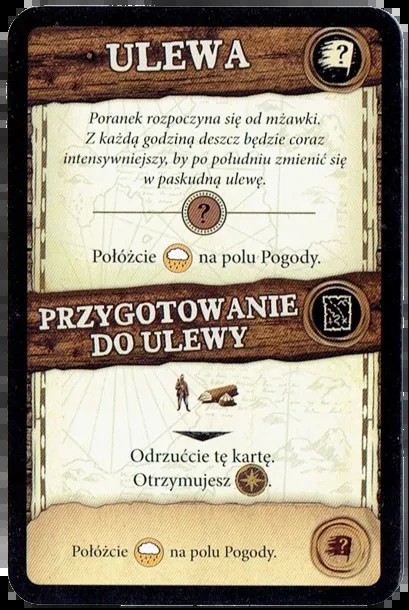 ULEWA
?
Poranek rozpoczyna się od mżawki.
Z każdą godziną deszcz będzie coraz
intensywniejszy, by po południu zmienić się
w paskudną ulewę.
?
Połóżcie na polu Pogody.
PRZYGOTOWANIE
DO ULEWY
Odrzućcie tę kartę.
Otrzymujesz .
Połóżcie na polu Pogody.
?